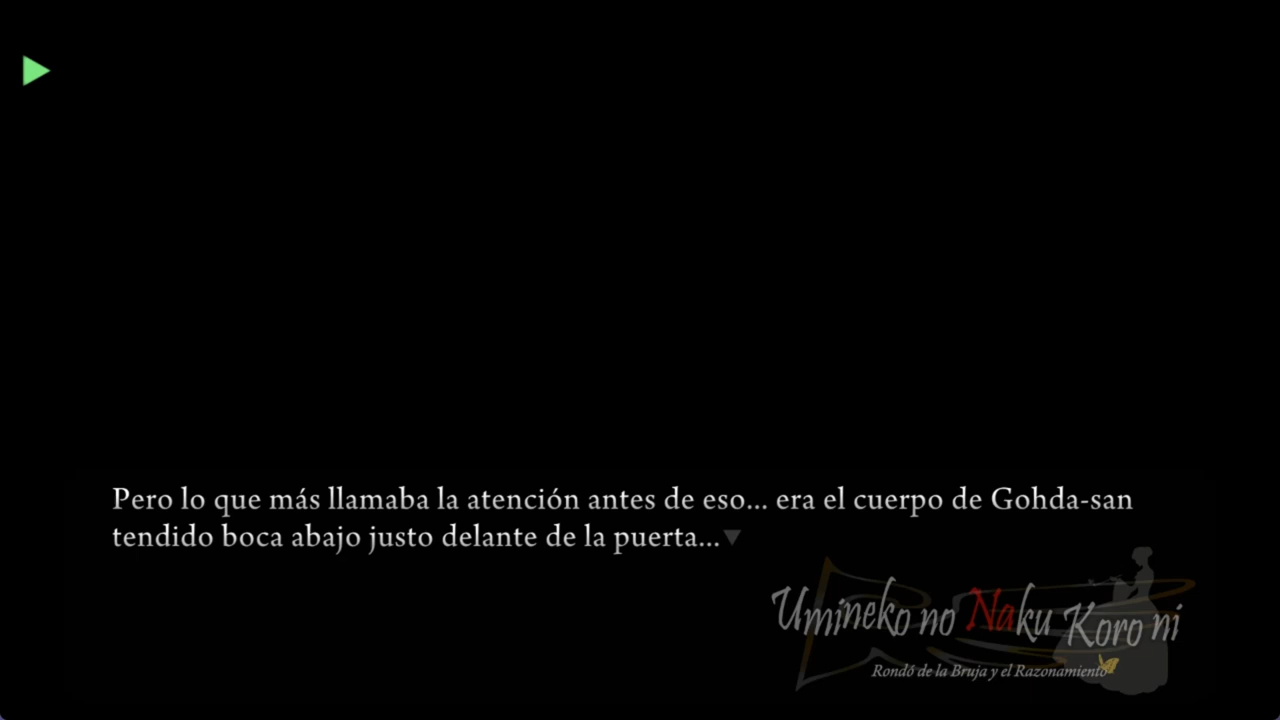 Pero lo que más llamaba la atención antes de eso... era el cuerpo de Gohda-san
tendido boca abajo justo delante de la puerta...
Umineko no Naku Koro ni
Rondó de la Bruja y el Razonamiento